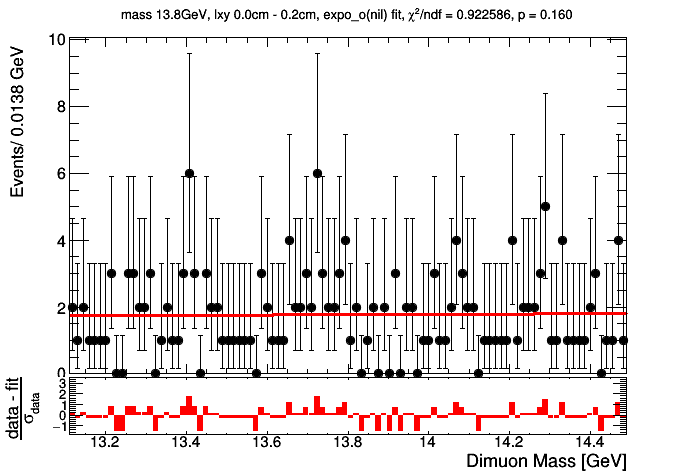 mass 13.8GeV, lxy 0.0cm - 0.2cm, expo_o(nil) fit, χ²/ndf = 0.922586, p = 0.160
Events/ 0.0138 GeV
10
8
6
4
2
0
data - fit
σdata
3
2
1
0
−1
13.2 13.4 13.6 13.8 14 14.2 14.4
Dimuon Mass [GeV]